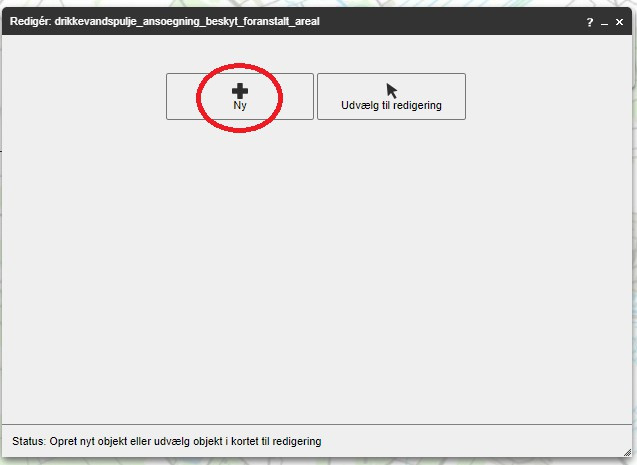 Redigér: drikkevandspulje_ansoegning_beskyt_foranstalt_areal
Ny
Udvælg til redigering
Status: Opret nyt objekt eller udvælg objekt i kortet til redigering